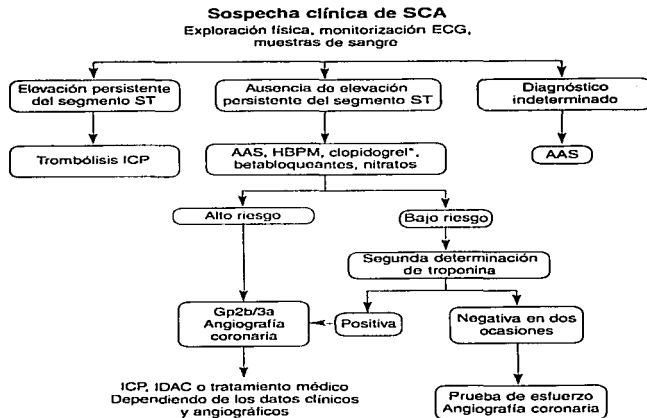 Sospecha clínica de SCA
Exploración física, monitorización ECG,
muestras de sangre
Elevación persistente
del segmento ST
Ausencia de elevación
persistente del segmento ST
Diagnóstico
indeterminado
Trombólisis ICP
AAS, HBPM, clopidogrel*,
betabloqueantes, nitratos
AAS
Alto riesgo
Bajo riesgo
Segunda determinación
de troponina
Gp2b/3a
Angiografía
coronaria
Positiva
Negativa en dos
ocasiones
ICP, IDAC o tratamiento médico
Dependiendo de los datos clínicos
y angiográficos
Prueba de esfuerzo
Angiografía coronaria